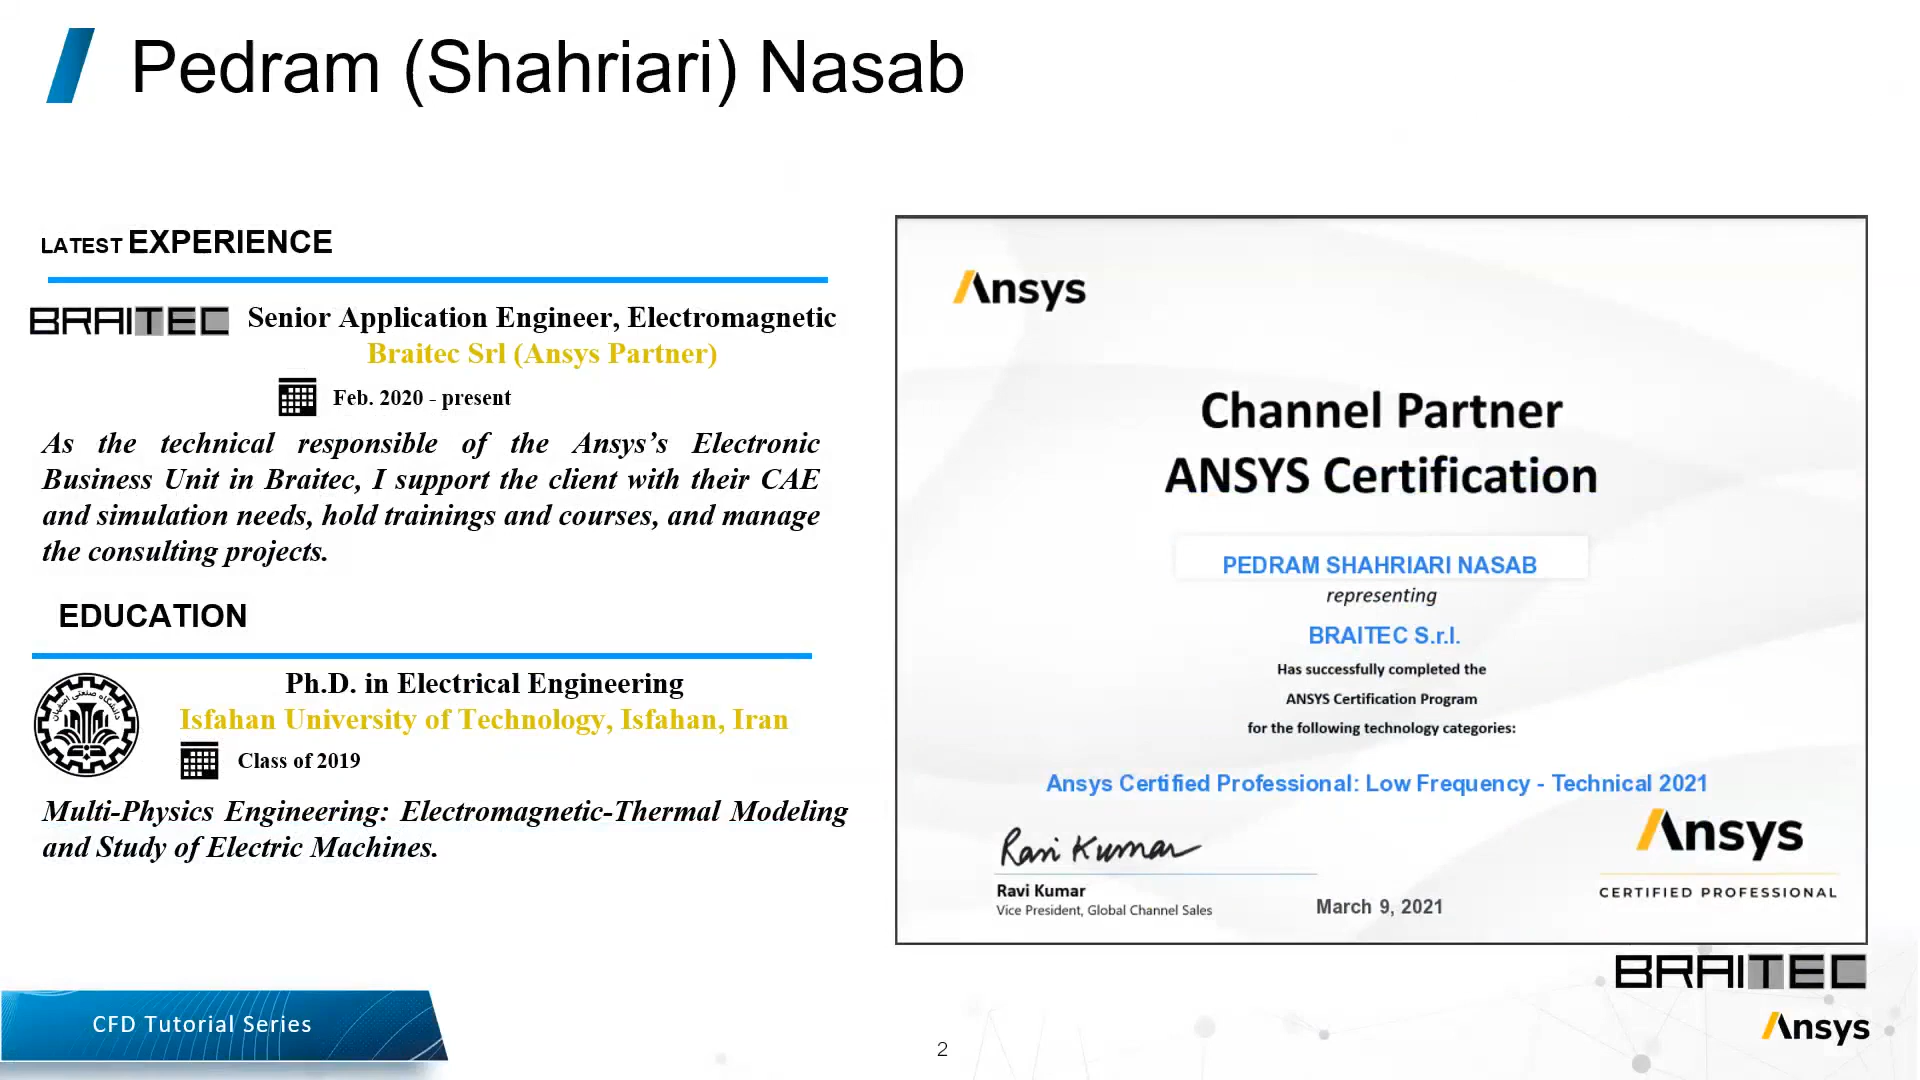 Pedram (Shahriari) Nasab
LATEST EXPERIENCE
BRAITEC
Senior Application Engineer, Electromagnetic
Braitec Srl (Ansys Partner)
Feb. 2020 - present
As the technical responsible of the Ansys’s Electronic
Business Unit in Braitec, I support the client with their CAE
and simulation needs, hold trainings and courses, and manage
the consulting projects.
EDUCATION
دانشگاه صنعتی اصفهان
Ph.D. in Electrical Engineering
Isfahan University of Technology, Isfahan, Iran
Class of 2019
Multi-Physics Engineering: Electromagnetic-Thermal Modeling
and Study of Electric Machines.
Ansys
Channel Partner
ANSYS Certification
PEDRAM SHAHRIARI NASAB
representing
BRAITEC S.r.l.
Has successfully completed the
ANSYS Certification Program
for the following technology categories:
Ansys Certified Professional: Low Frequency - Technical 2021
Ravi Kumar
Ravi Kumar
Vice President, Global Channel Sales
March 9, 2021
Ansys
CERTIFIED PROFESSIONAL
BRAITEC
Ansys
CFD Tutorial Series
2